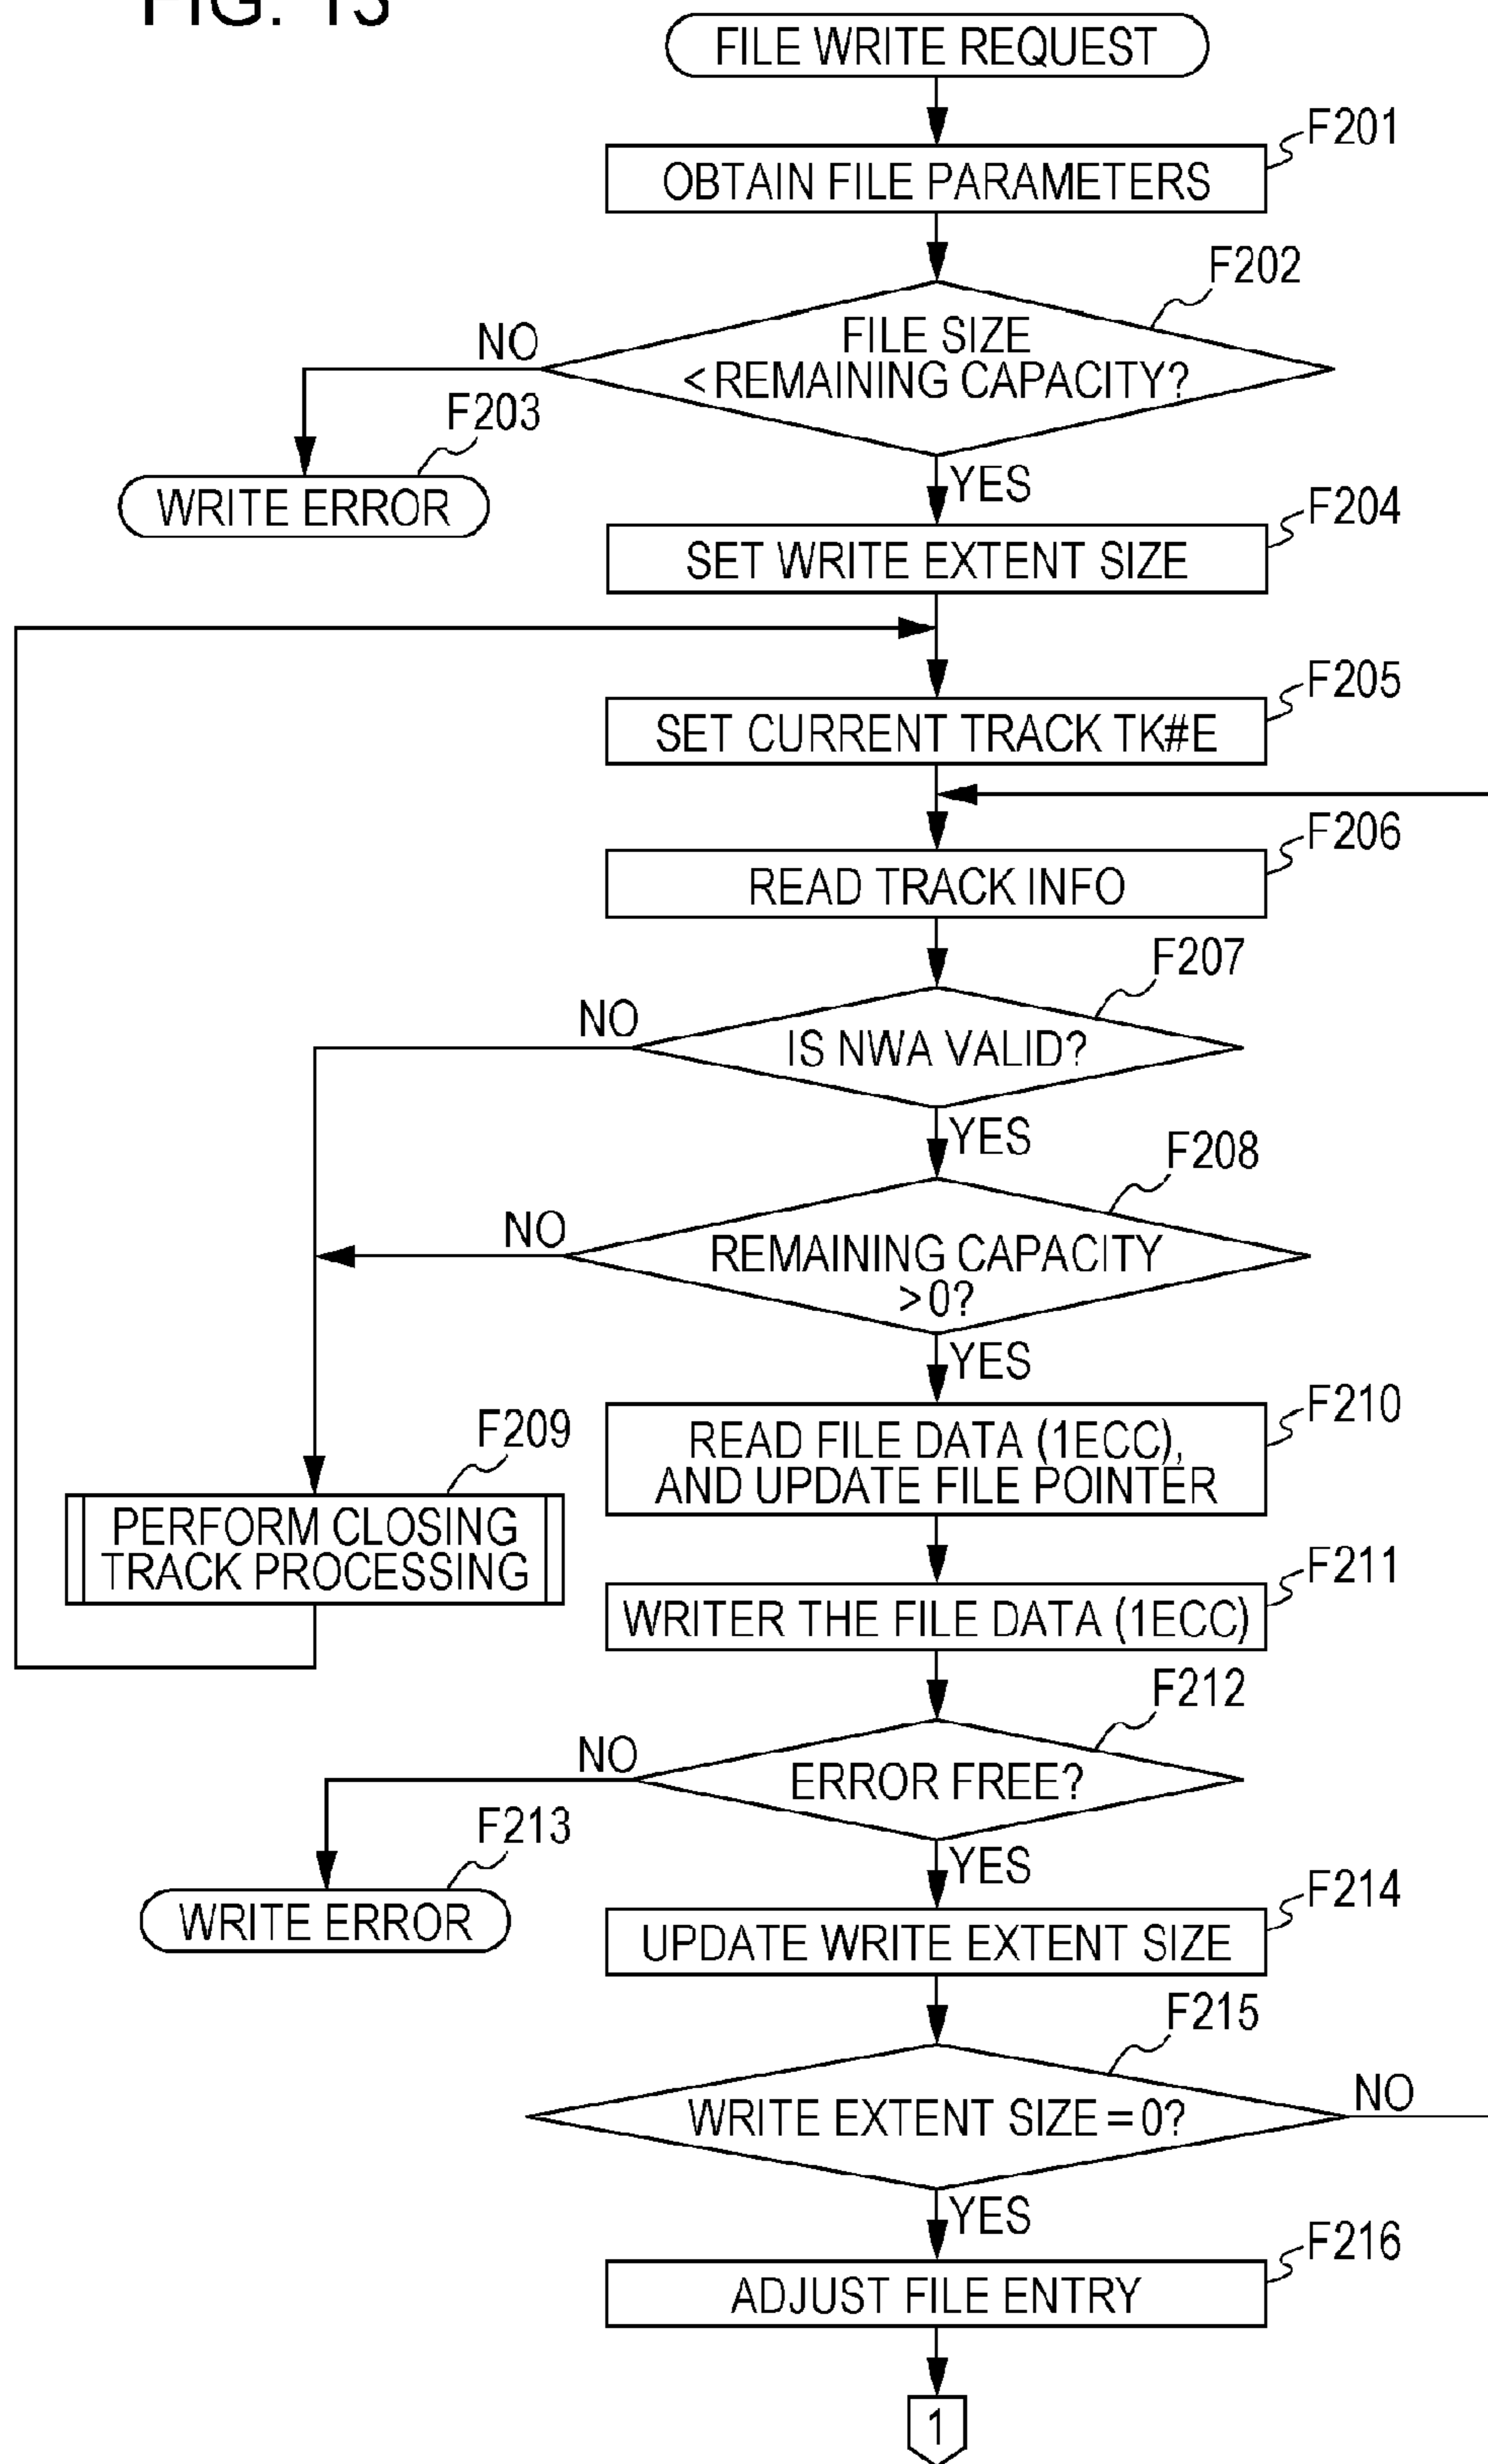 FIG. 13
FILE WRITE REQUEST
F201
OBTAIN FILE PARAMETERS
F202
FILE SIZE
<REMAINING CAPACITY?
NO
F203
WRITE ERROR
YES
F204
SET WRITE EXTENT SIZE
F205
SET CURRENT TRACK TK#E
F206
READ TRACK INFO
F207
NO
IS NWA VALID?
YES
F208
NO
REMAINING CAPACITY
>0?
YES
F210
READ FILE DATA (1ECC),
AND UPDATE FILE POINTER
F209
PERFORM CLOSING
TRACK PROCESSING
F211
WRITER THE FILE DATA (1ECC)
F212
NO
ERROR FREE?
F213
WRITE ERROR
YES
F214
UPDATE WRITE EXTENT SIZE
F215
WRITE EXTENT SIZE=0?
NO
YES
F216
ADJUST FILE ENTRY
1